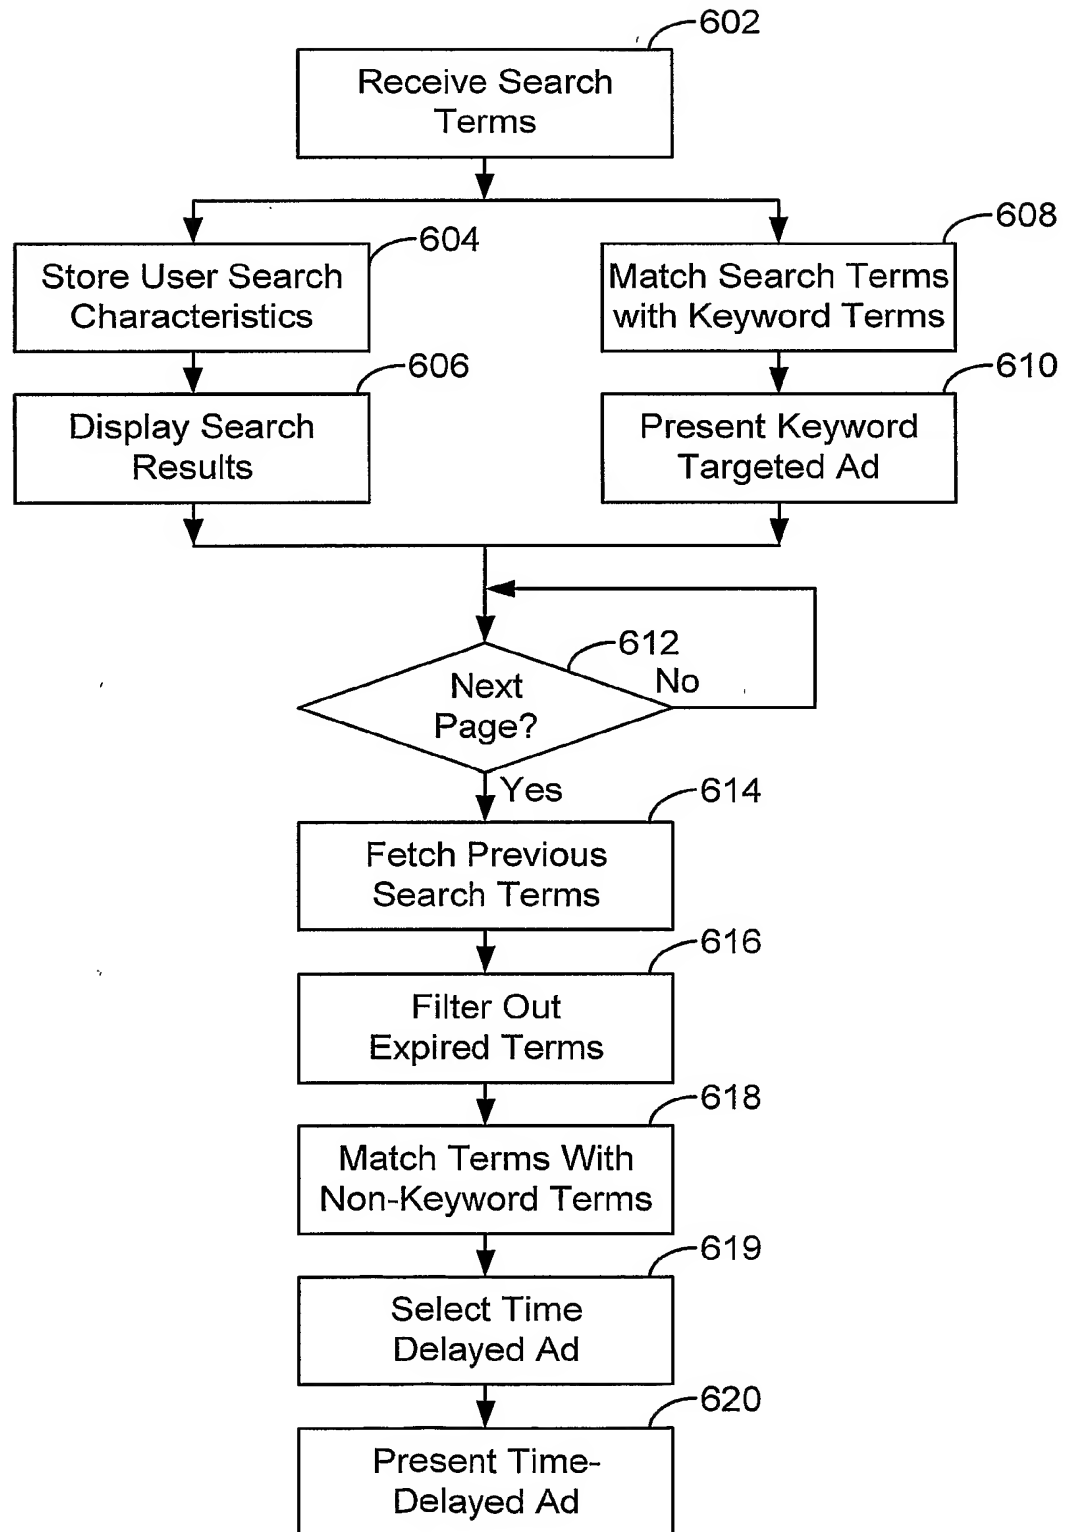 602
Receive Search
Terms
604
Store User Search
Characteristics
608
Match Search Terms
with Keyword Terms
606
Display Search
Results
610
Present Keyword
Targeted Ad
612
Next
Page?
No
Yes
614
Fetch Previous
Search Terms
616
Filter Out
Expired Terms
618
Match Terms With
Non-Keyword Terms
619
Select Time
Delayed Ad
620
Present Time-
Delayed Ad